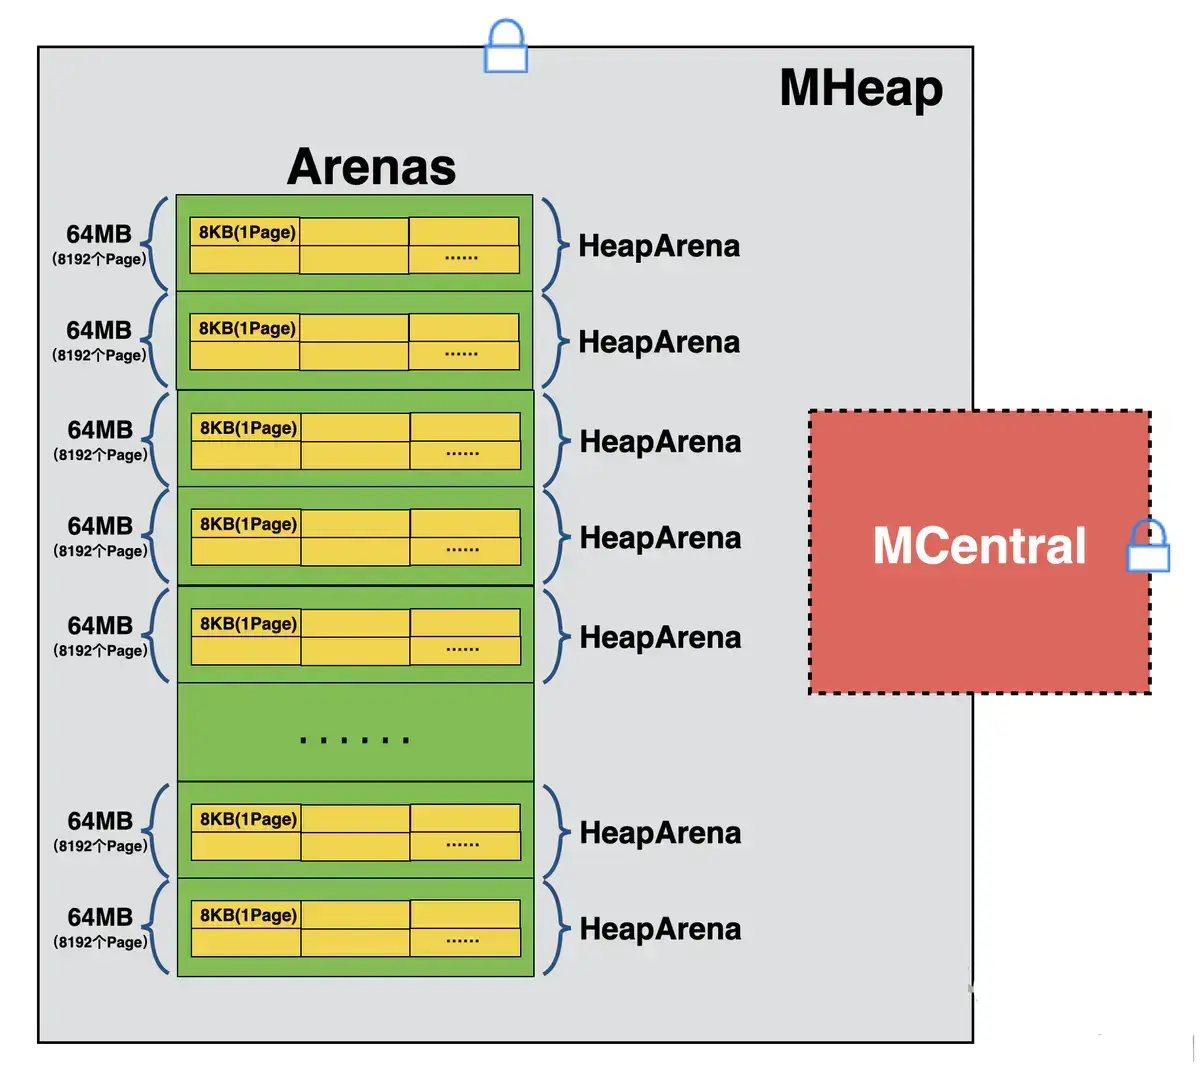 MHeap
Arenas
64MB
(8192个Page)
8KB(1Page)
......
HeapArena
64MB
(8192个Page)
8KB(1Page)
......
HeapArena
64MB
(8192个Page)
8KB(1Page)
......
HeapArena
64MB
(8192个Page)
8KB(1Page)
......
HeapArena
64MB
(8192个Page)
8KB(1Page)
......
HeapArena
MCentral
......
64MB
(8192个Page)
8KB(1Page)
......
HeapArena
64MB
(8192个Page)
8KB(1Page)
......
HeapArena